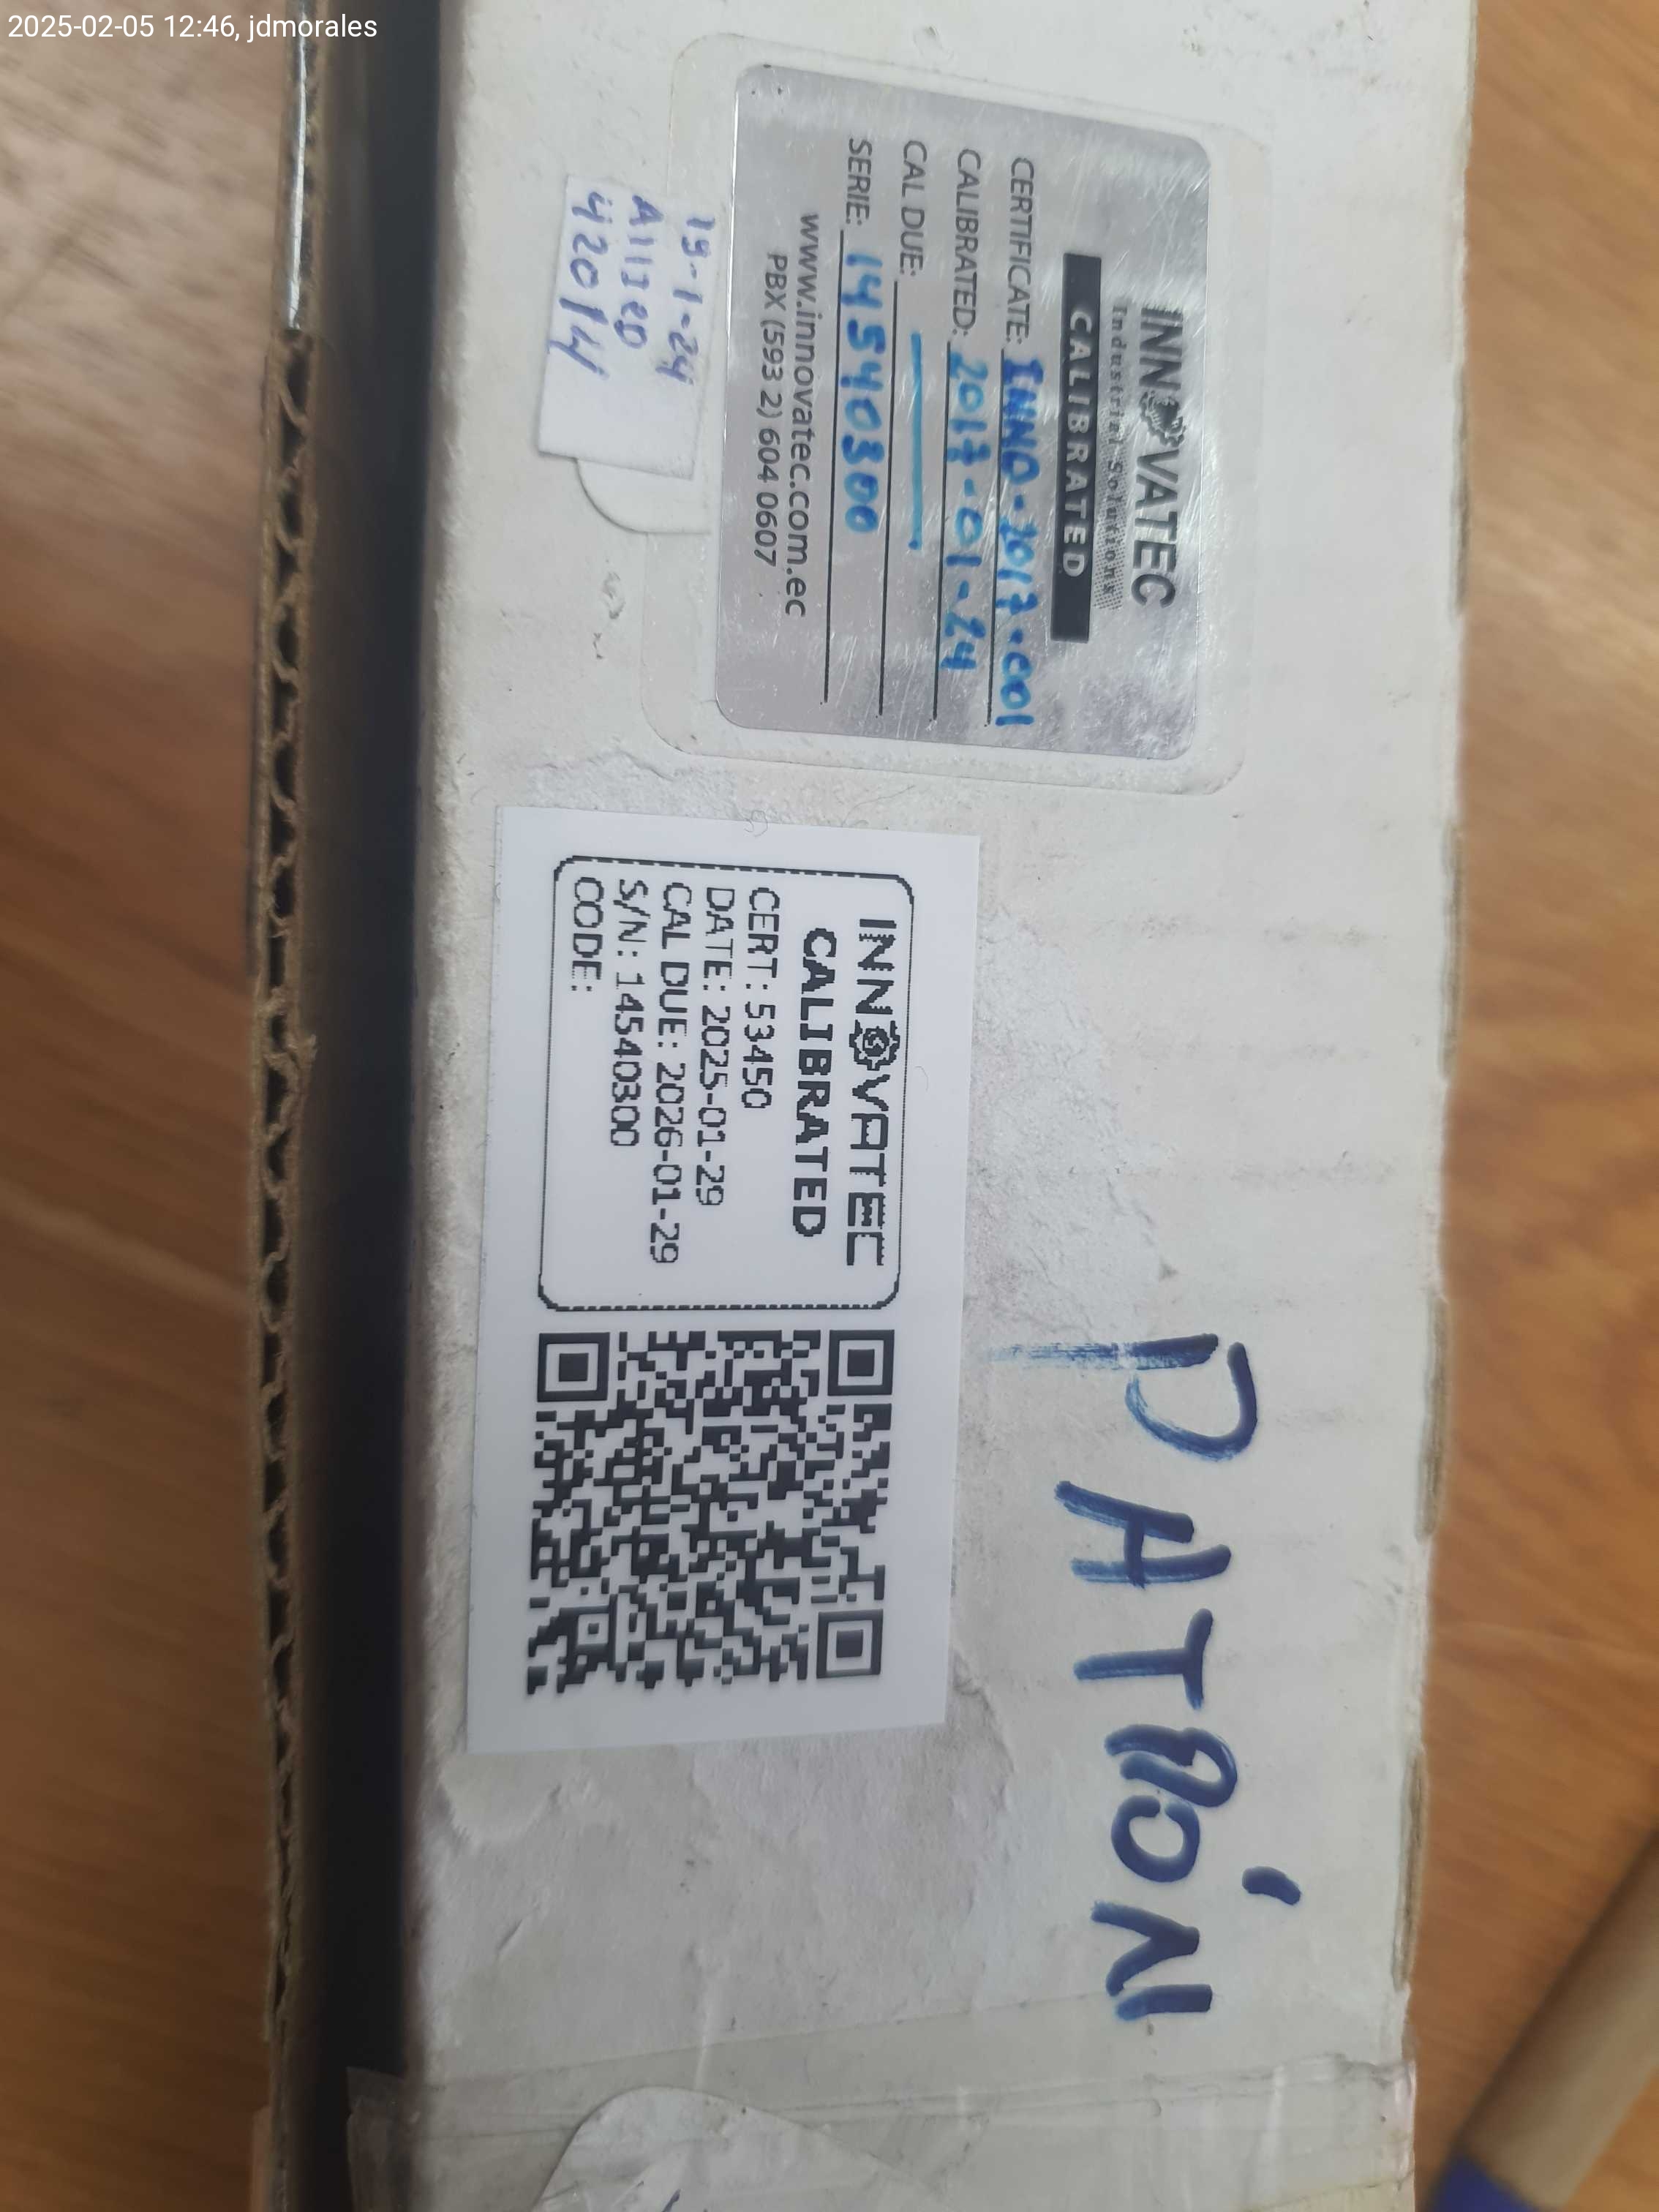 2025-02-05 12:46, jdmorales
INNOVATEC
Industrial Solutions
CALIBRATED
CERTIFICATE: INNO-2017-001
CALIBRATED: 2017-01-24
CAL DUE:
SERIE: 14540300
www.innovatec.com.ec
PBX (593 2) 604 0607
19-1-24
42014
INNOVATEC
CALIBRATED
CERT: 53450
DATE: 2025-01-29
CAL DUE: 2026-01-29
S/N: 14540300
CODE:
PATRÓN